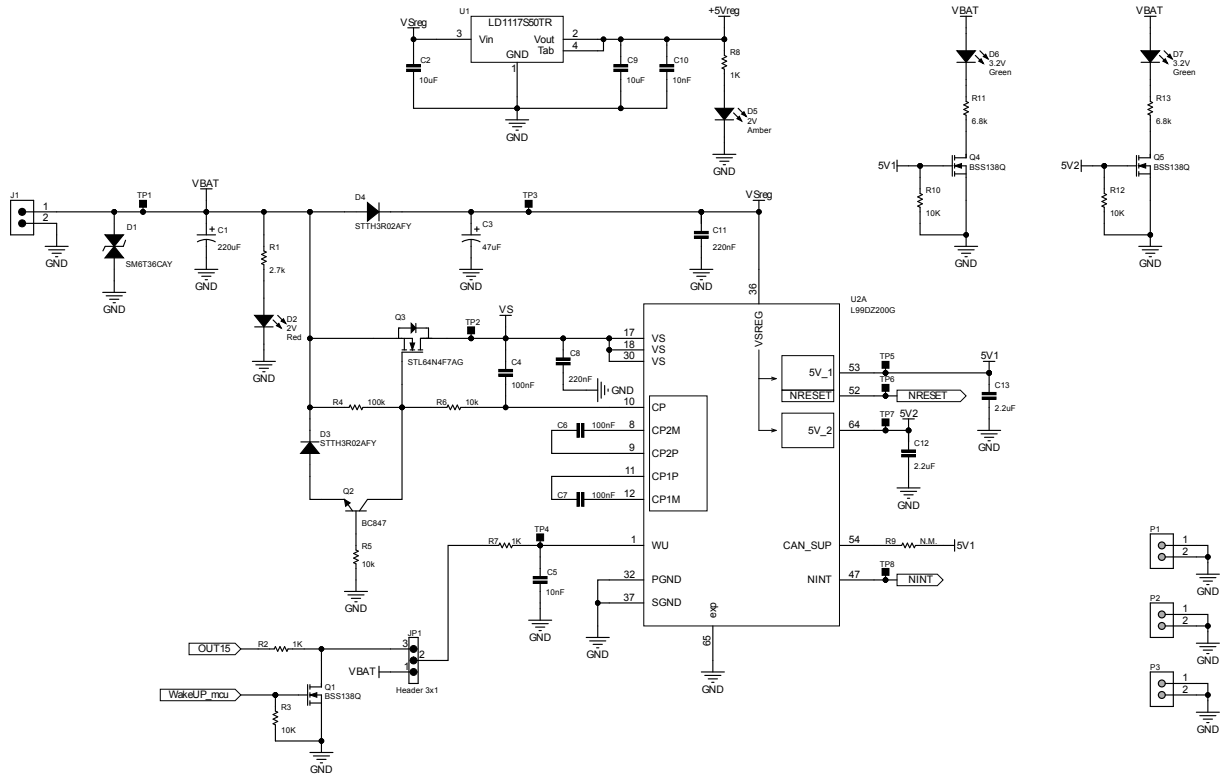 U1
LD1117S50TR
VSreg
3
Vin
Vout
Tab
2
4
GND
1
+5Vreg
C2
10uF
C9
10uF
C10
10nF
R8
1K
D5
2V
Amber
GND
GND
VBAT
D6
3.2V
Green
R11
6.8k
5V1
Q4
BSS138Q
R10
10K
GND
VBAT
D7
3.2V
Green
R13
6.8k
5V2
Q5
BSS138Q
R12
10K
GND
J1
1
2
GND
D1
SM6T36CAY
GND
TP1
VBAT
C1
220uF
GND
R1
2.7k
D2
2V
Red
GND
D4
STTH3R02AFY
TP3
C3
47uF
GND
C11
220nF
GND
VSreg
36
U2A
L99DZ200G
Q3
STL64N4F7AG
TP2
VS
C4
100nF
C8
220nF
GND
17
18
30
VS
VS
VS
VSREG
5V_1
NRESET
5V_2
53
52
64
TP5
TP6
NRESET
TP7
5V1
C13
2.2uF
GND
5V2
C12
2.2uF
GND
R4
100k
R6
10k
10
CP
C6
100nF
8
CP2M
9
CP2P
11
CP1P
C7
100nF
12
CP1M
D3
STTH3R02AFY
Q2
BC847
R5
10k
GND
R7
1K
TP4
1
WU
C5
10nF
GND
32
PGND
37
SGND
GND
exp
65
GND
CAN_SUP
54
R9
N.M.
5V1
NINT
47
TP8
NINT
P1
1
2
GND
P2
1
2
GND
P3
1
2
GND
OUT15
R2
1K
JP1
3
2
1
VBAT
Header 3x1
WakeUP_mcu
Q1
BSS138Q
R3
10K
GND